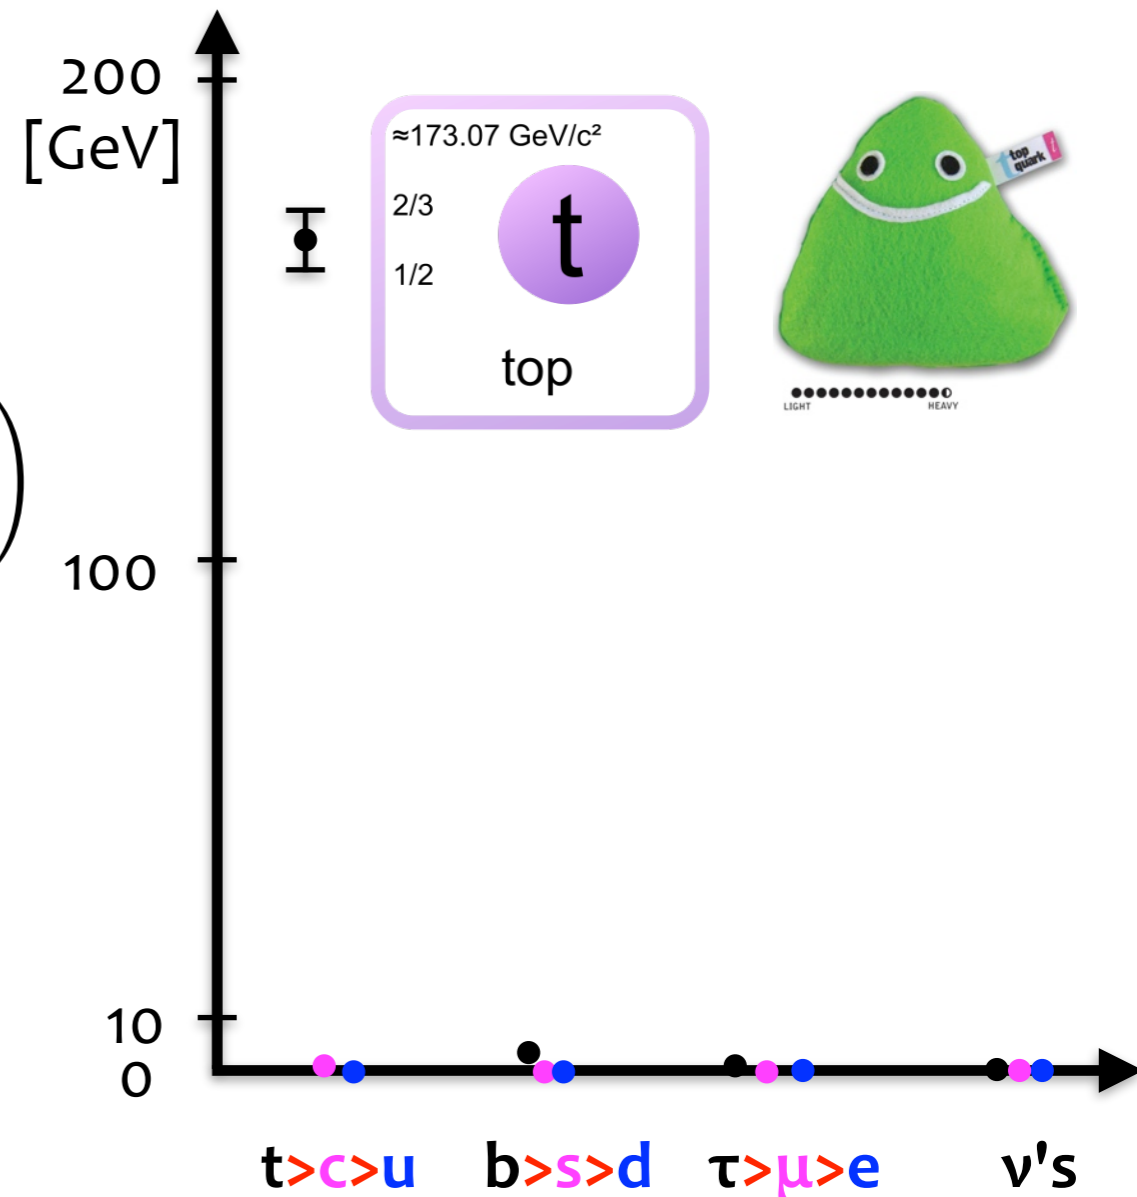 200
[GeV]
≈173.07 GeV/c²
2/3
1/2
t
top
top
quark
LIGHT HEAVY
100
10
0
t>c>u b>s>d τ>μ>e ν's